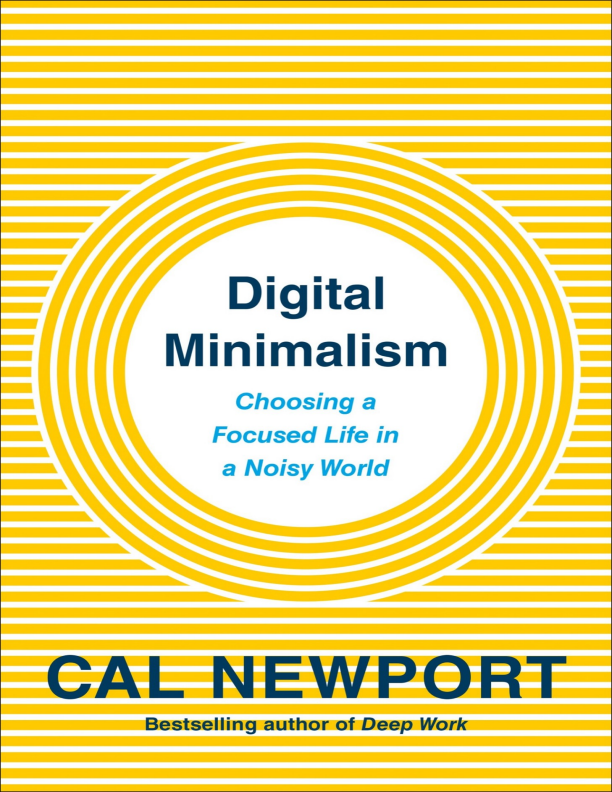 Digital
Minimalism
Choosing a
Focused Life in
a Noisy World
CAL NEWPORT
Bestselling author of Deep Work